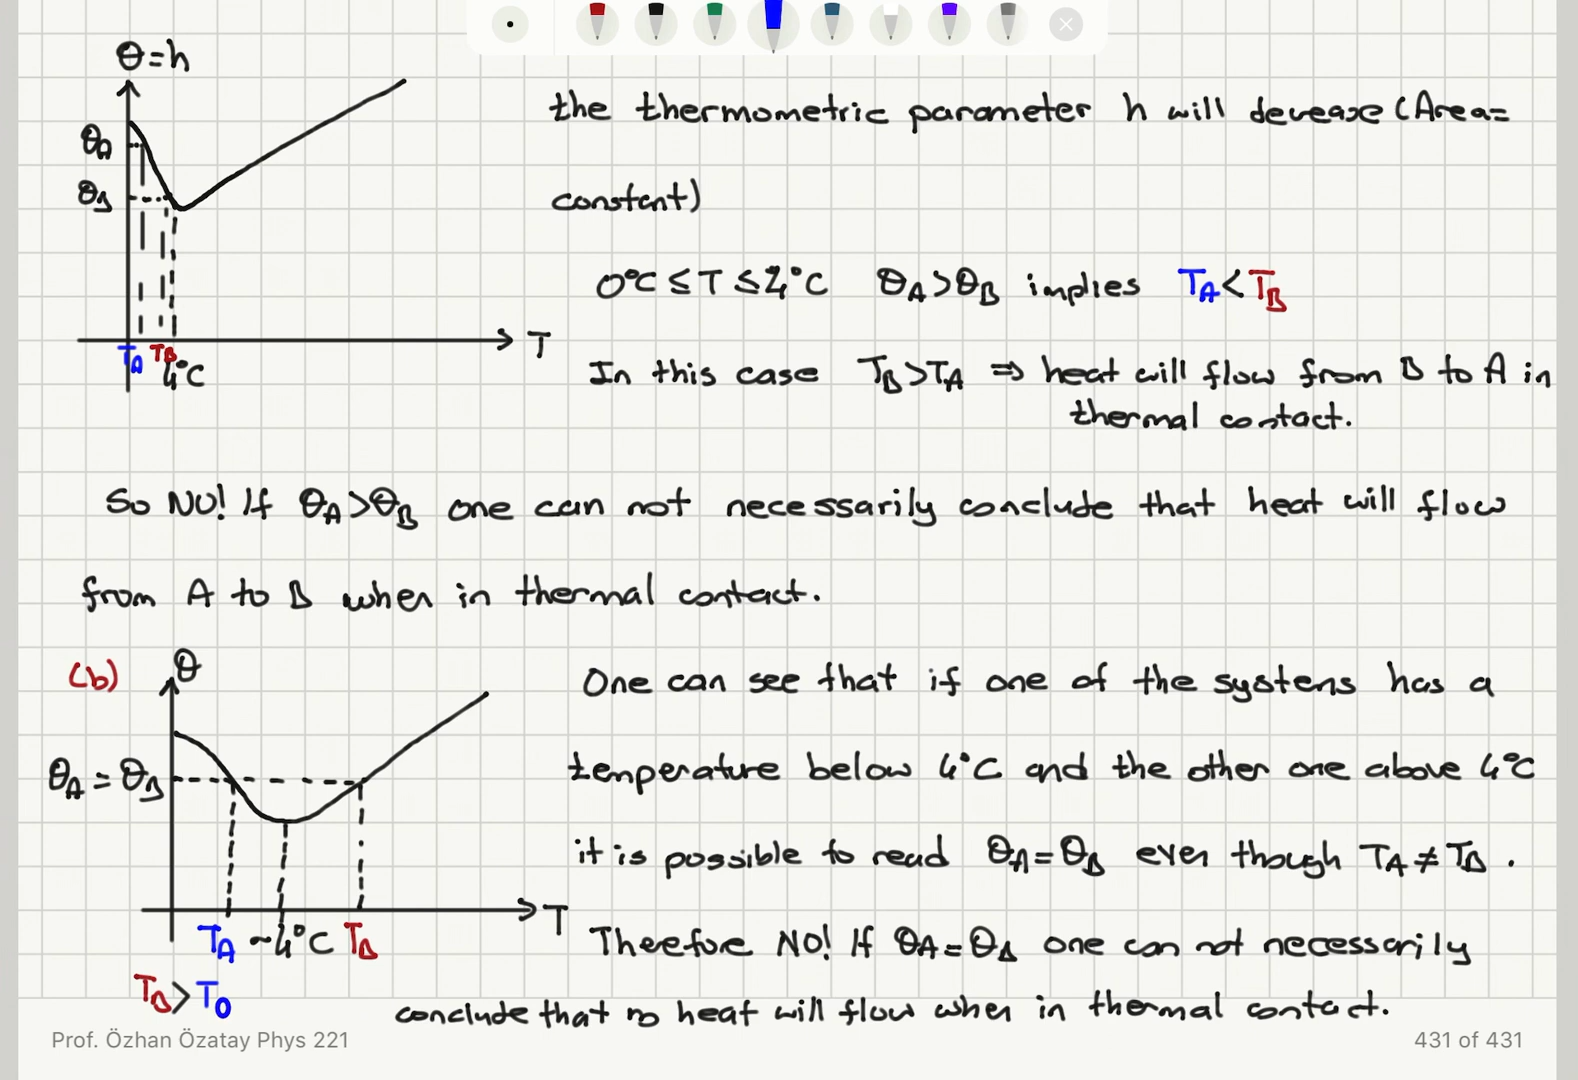 θ=h
the thermometric parameter h will decrease (Area=
θA
θB
constant)
0°C ≤ T ≤ 4°C θA>θB implies TA<TB
T
TA TB 4°C
In this case TB>TA ⇒ heat will flow from B to A in
thermal contact.
So NO! If θA>θB one can not necessarily conclude that heat will flow
from A to B when in thermal contact.
(b) θ
One can see that if one of the systems has a
θA = θB
temperature below 4°C and the other one above 4°C
it is possible to read θA=θB even though TA≠TB.
T
TA ~4°C TB
Therefore NO! If θA=θB one can not necessarily
TB>T0
conclude that no heat will flow when in thermal contact.
Prof. Özhan Özatay Phys 221
431 of 431